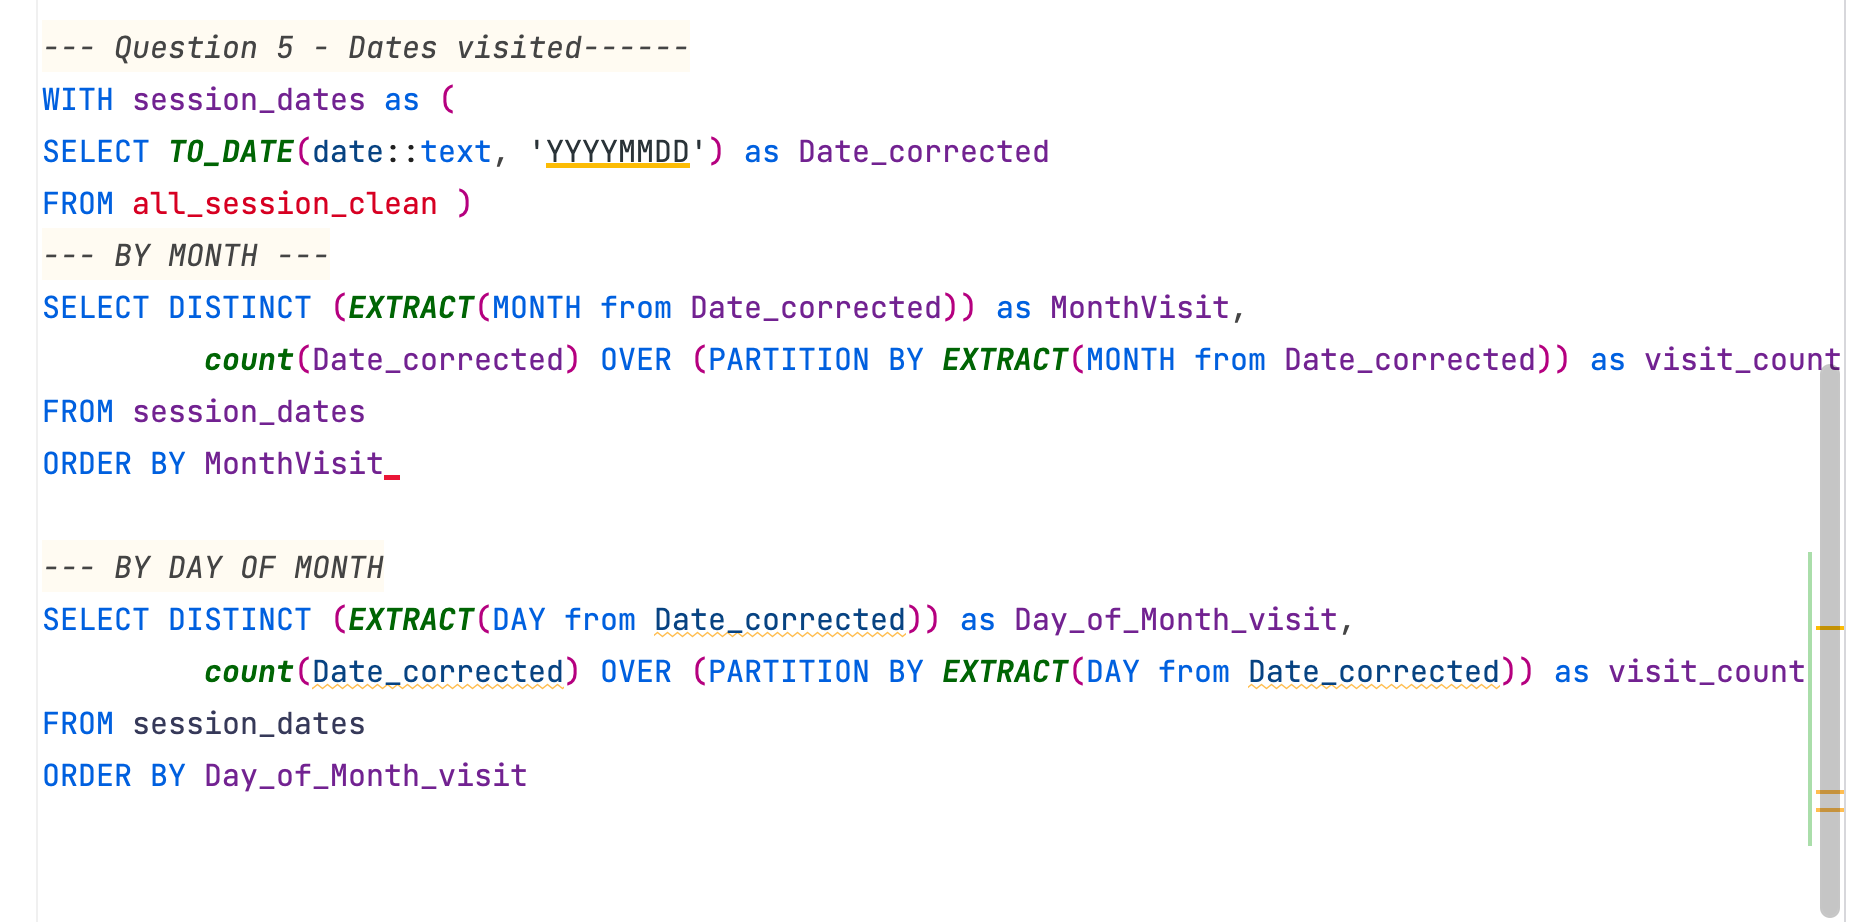 --- Question 5 - Dates visited------
WITH session_dates as (
SELECT TO_DATE(date::text, 'YYYYMMDD') as Date_corrected
FROM all_session_clean )
--- BY MONTH ---
SELECT DISTINCT (EXTRACT(MONTH from Date_corrected)) as MonthVisit,
count(Date_corrected) OVER (PARTITION BY EXTRACT(MONTH from Date_corrected)) as visit_count
FROM session_dates
ORDER BY MonthVisit
--- BY DAY OF MONTH
SELECT DISTINCT (EXTRACT(DAY from Date_corrected)) as Day_of_Month_visit,
count(Date_corrected) OVER (PARTITION BY EXTRACT(DAY from Date_corrected)) as visit_count
FROM session_dates
ORDER BY Day_of_Month_visit